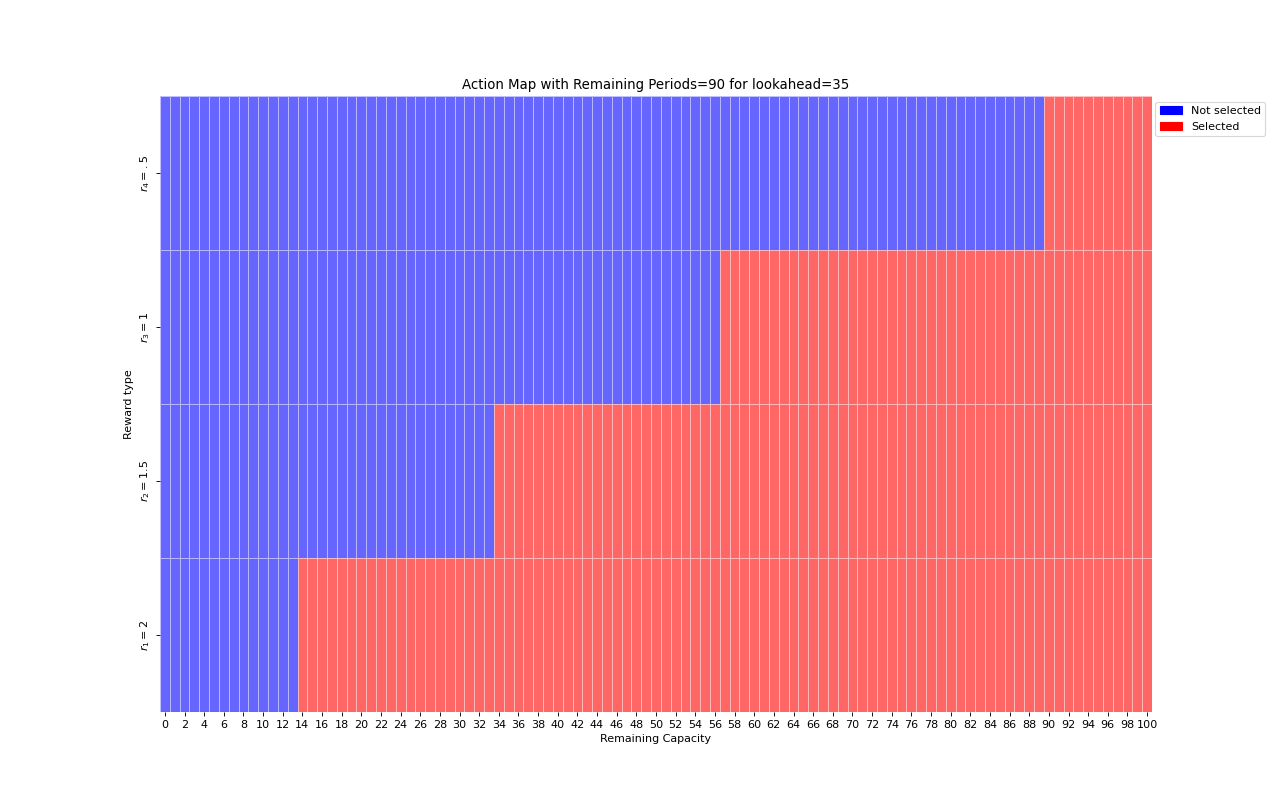 Action Map with Remaining Periods=90 for lookahead=35
Not selected
Selected
Reward type
r₄ = .5
r₃ = 1
r₂ = 1.5
r₁ = 2
0 2 4 6 8 10 12 14 16 18 20 22 24 26 28 30 32 34 36 38 40 42 44 46 48 50 52 54 56 58 60 62 64 66 68 70 72 74 76 78 80 82 84 86 88 90 92 94 96 98 100
Remaining Capacity